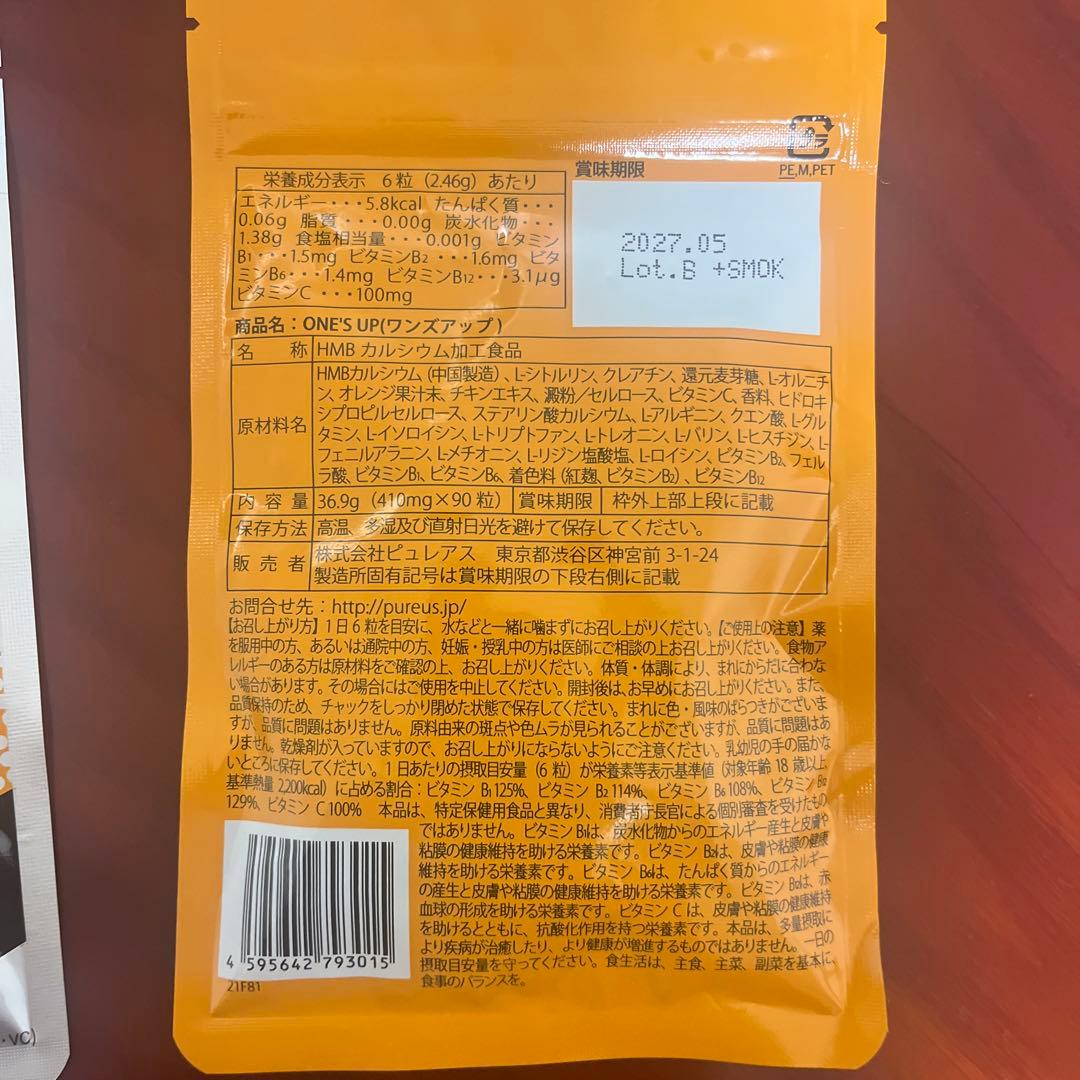 プラ
PE,M,PET
栄養成分表示 6粒(2.46g)あたり
エネルギー・・・5.8kcal たんぱく質・・・
0.06g 脂質・・・0.00g 炭水化物・・・
1.38g 食塩相当量・・・0.001g ビタミン
B1・・・1.5mg ビタミンB2・・・1.6mg ビタ
ミンB6・・・1.4mg ビタミンB12・・・3.1μg
ビタミンC・・・100mg
賞味期限
2027.05
Lot.B +SMOK
商品名:ONE'S UP(ワンズアップ)
名 称 HMB カルシウム加工食品
原材料名 HMBカルシウム(中国製造)、L-シトルリン、クレアチン、還元麦芽糖、L-オルニチ
ン、オレンジ果汁末、チキンエキス、澱粉/セルロース、ビタミンC、香料、ヒドロキ
シプロピルセルロース、ステアリン酸カルシウム、L-アルギニン、クエン酸、L-グル
タミン、L-イソロイシン、L-トリプトファン、L-トレオニン、L-バリン、L-ヒスチジン、L-
フェニルアラニン、L-メチオニン、L-リジン塩酸塩、L-ロイシン、ビタミンB2、フェル
ラ酸、ビタミンB1、ビタミンB6、着色料(紅麹、ビタミンB2)、ビタミンB12
内 容 量 36.9g(410mg×90粒) 賞味期限 枠外上部上段に記載
保存方法 高温、多湿及び直射日光を避けて保存してください。
販 売 者 株式会社ピュレアス 東京都渋谷区神宮前 3-1-24
製造所固有記号は賞味期限の下段右側に記載
お問合せ先:http://pureus.jp/
【お召し上がり方】1日6粒を目安に、水などと一緒に噛まずにお召し上がりください。【ご使用上の注意】薬
を服用中の方、あるいは通院中の方、妊娠・授乳中の方は医師にご相談の上お召し上がりください。食物ア
レルギーのある方は原材料をご確認の上、お召し上がりください。体質・体調により、まれにからだに合わな
い場合があります。その場合にはご使用を中止してください。開封後は、お早めにお召し上がりください。また、
品質保持のため、チャックをしっかり閉めた状態で保存してください。まれに色・風味のばらつきがございま
すが、品質に問題はありません。原料由来の斑点や色ムラが見られることがございますが、品質に問題はあ
りません。乾燥剤が入っていますので、お召し上がりにならないようにご注意ください。乳幼児の手の届かな
いところに保存してください。1日あたりの摂取目安量(6粒)が栄養素等表示基準値(対象年齢18歳以上
基準熱量2,200kcal)に占める割合:ビタミン B1 125%、ビタミン B2 114%、ビタミン B6 108%、ビタミン B12
129%、ビタミン C 100% 本品は、特定保健用食品と異なり、消費者庁長官による個別審査を受けたもの
ではありません。ビタミン B1は、炭水化物からのエネルギー産生と皮膚や
粘膜の健康維持を助ける栄養素です。ビタミン B2は、皮膚や粘膜の健康
維持を助ける栄養素です。ビタミン B6は、たんぱく質からのエネルギー
の産生と皮膚や粘膜の健康維持を助ける栄養素です。ビタミン B12は、赤
血球の形成を助ける栄養素です。ビタミン Cは、皮膚や粘膜の健康維持
を助けるとともに、抗酸化作用を持つ栄養素です。本品は、多量摂取に
より疾病が治癒したり、より健康が増進するものではありません。一日の
摂取目安量を守ってください。食生活は、主食、主菜、副菜を基本に、
食事のバランスを。
4 595642 793015
21F81
・VC)